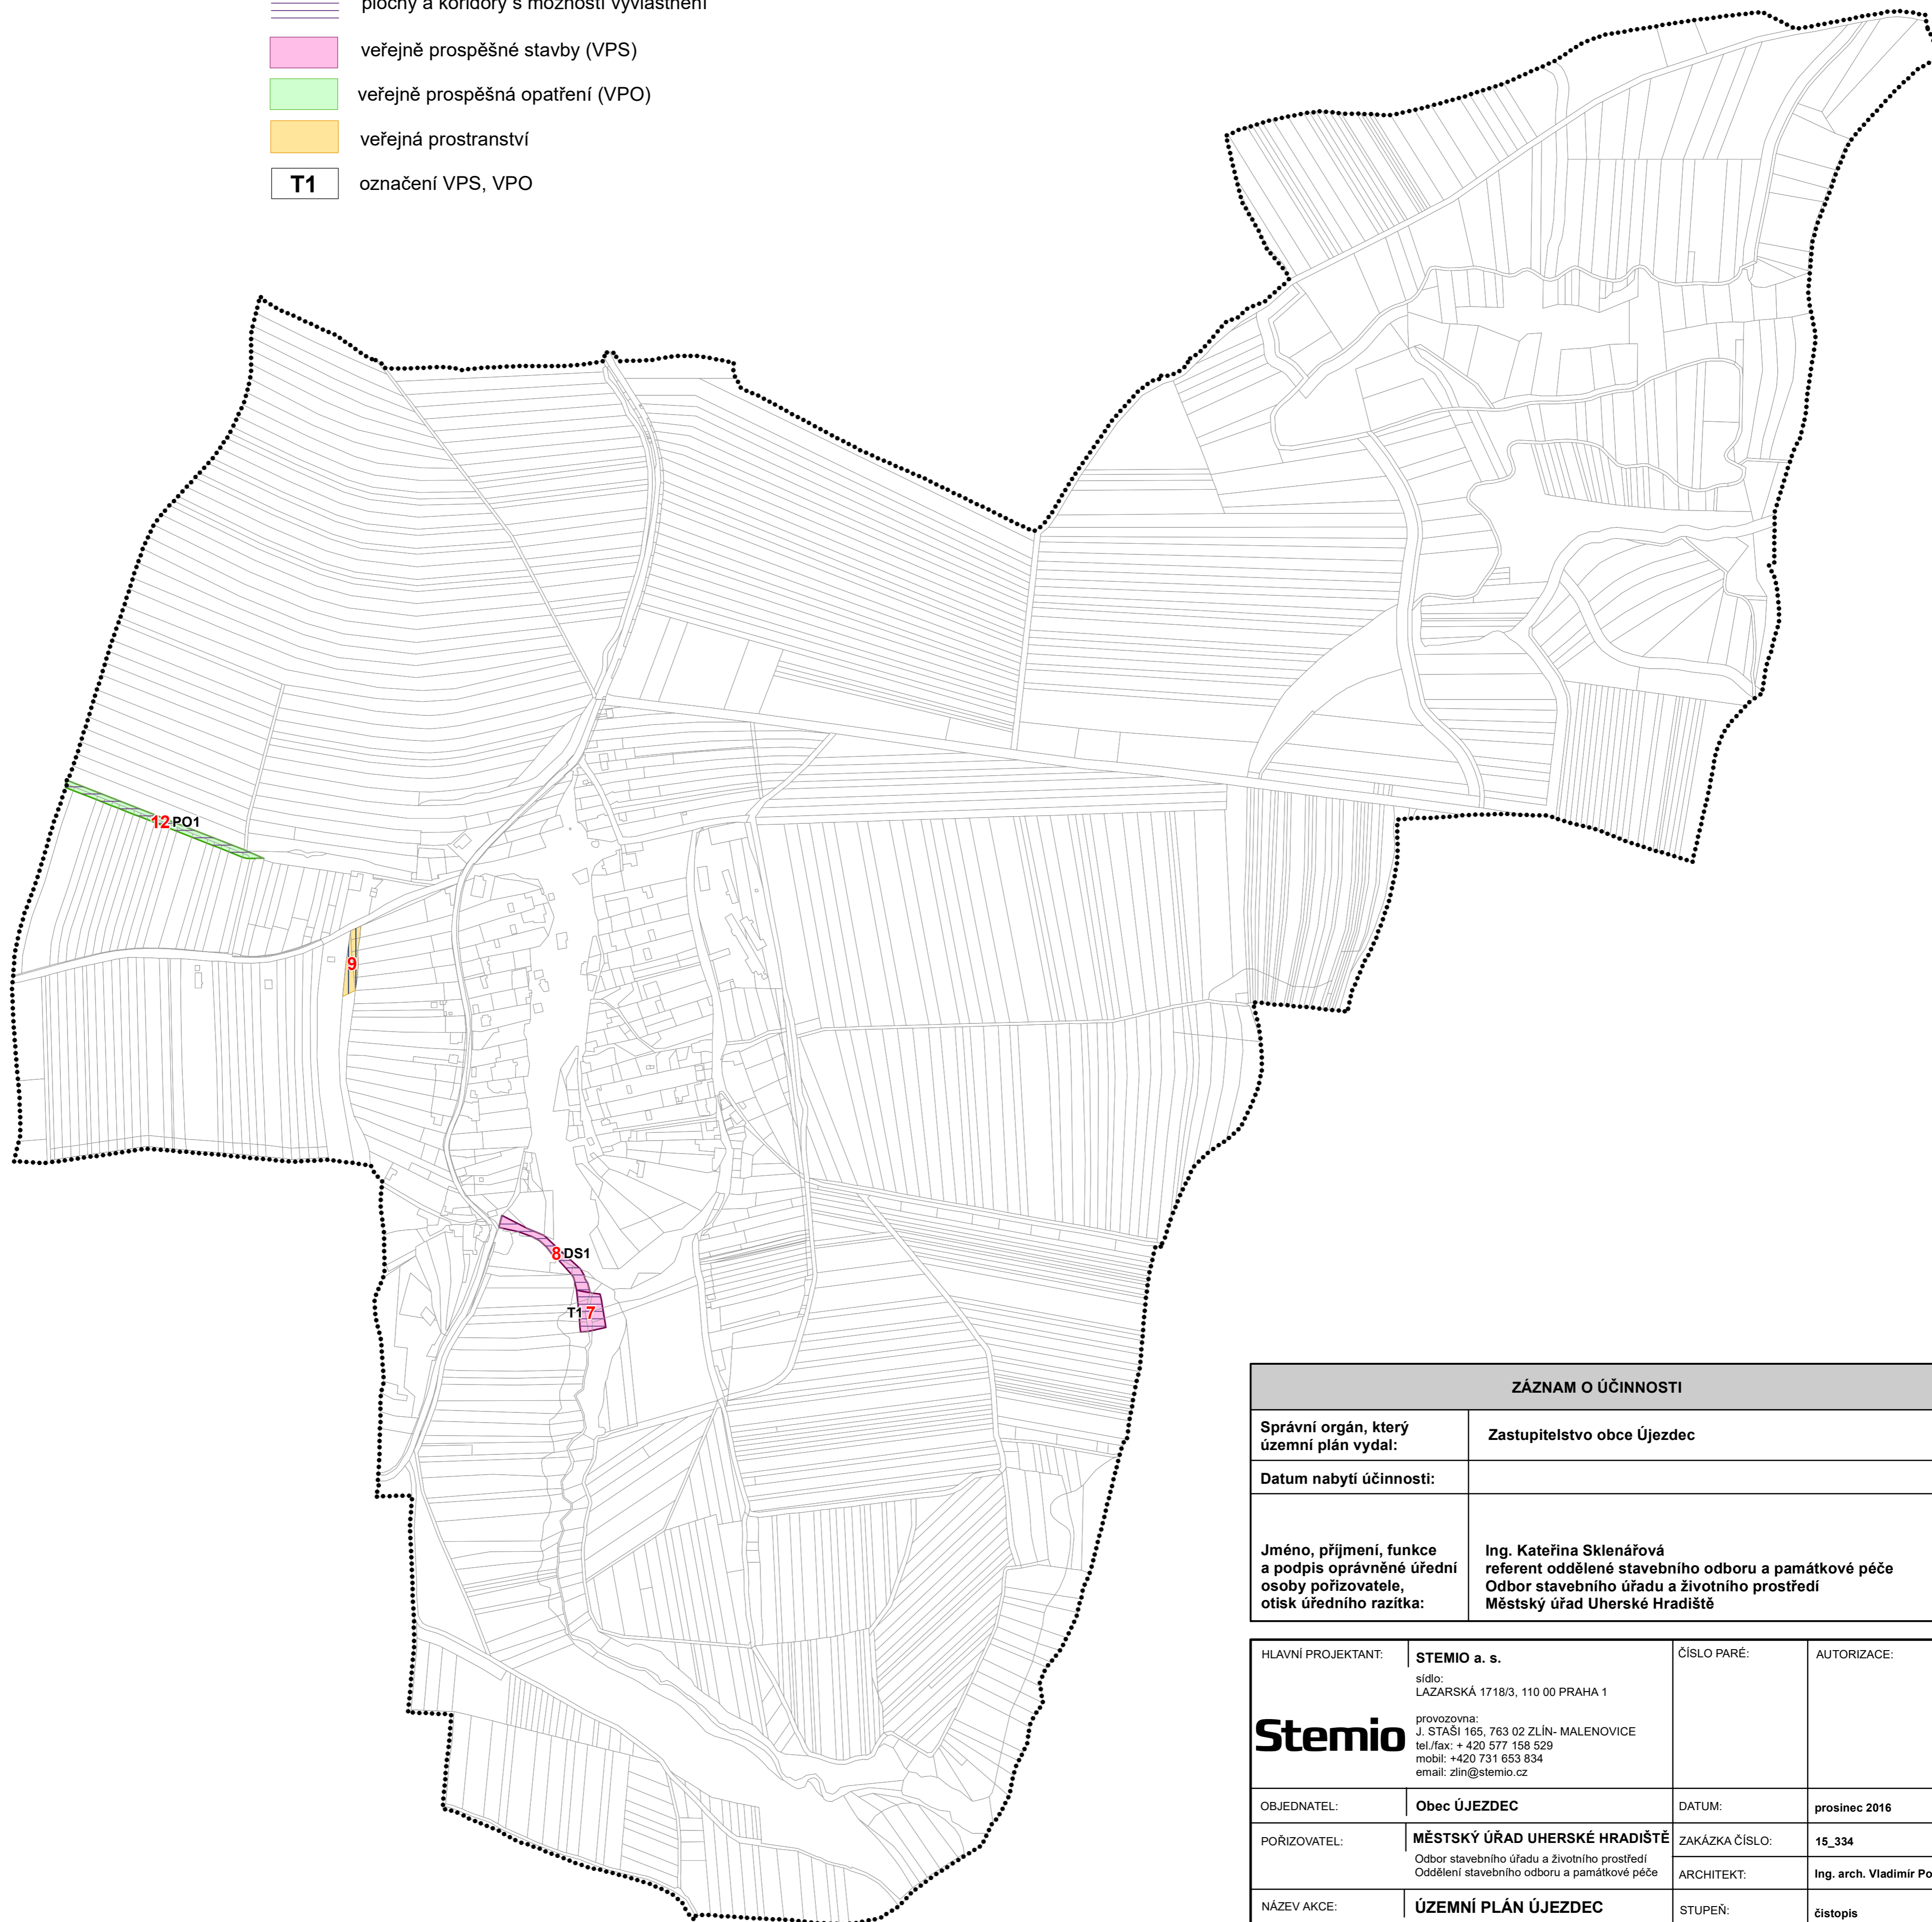 plochy a koridory s možností vyvlastnění
veřejně prospěšné stavby (VPS)
veřejně prospěšná opatření (VPO)
veřejná prostranství
T1 označení VPS, VPO
12 PO1
9
8 DS1
T1 7
ZÁZNAM O ÚČINNOSTI
Správní orgán, který
územní plán vydal:
Zastupitelstvo obce Újezdec
Datum nabytí účinnosti:
Jméno, příjmení, funkce
a podpis oprávněné úřední
osoby pořizovatele,
otisk úředního razítka:
Ing. Kateřina Sklenářová
referent oddělené stavebního odboru a památkové péče
Odbor stavebního úřadu a životního prostředí
Městský úřad Uherské Hradiště
HLAVNÍ PROJEKTANT:
Stemio
STEMIO a. s.
sídlo:
LAZARSKÁ 1718/3, 110 00 PRAHA 1
provozovna:
J. STAŠI 165, 763 02 ZLÍN- MALENOVICE
tel./fax: + 420 577 158 529
mobil: +420 731 653 834
email: zlin@stemio.cz
ČÍSLO PARÉ:
AUTORIZACE:
OBJEDNATEL:
Obec ÚJEZDEC
DATUM:
prosinec 2016
POŘIZOVATEL:
MĚSTSKÝ ÚŘAD UHERSKÉ HRADIŠTĚ
Odbor stavebního úřadu a životního prostředí
Oddělení stavebního odboru a památkové péče
ZAKÁZKA ČÍSLO:
15_334
ARCHITEKT:
Ing. arch. Vladimír Po
NÁZEV AKCE:
ÚZEMNÍ PLÁN ÚJEZDEC
STUPEŇ:
čistopis